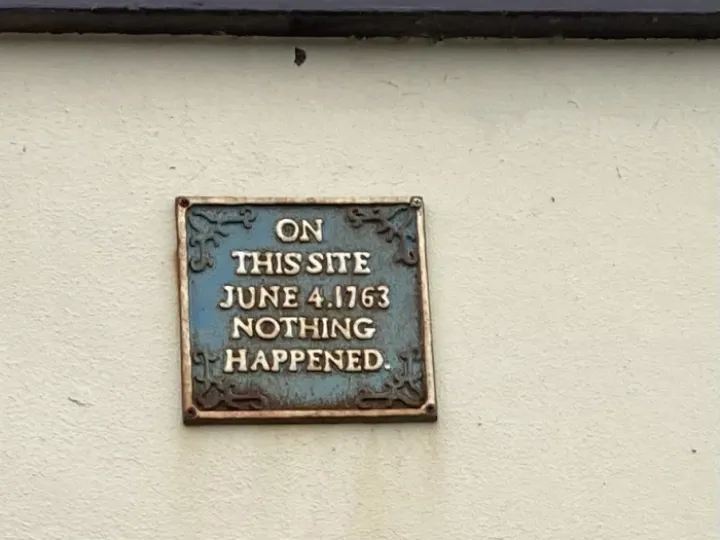 ON
THIS SITE
JUNE 4.1763
NOTHING
HAPPENED.